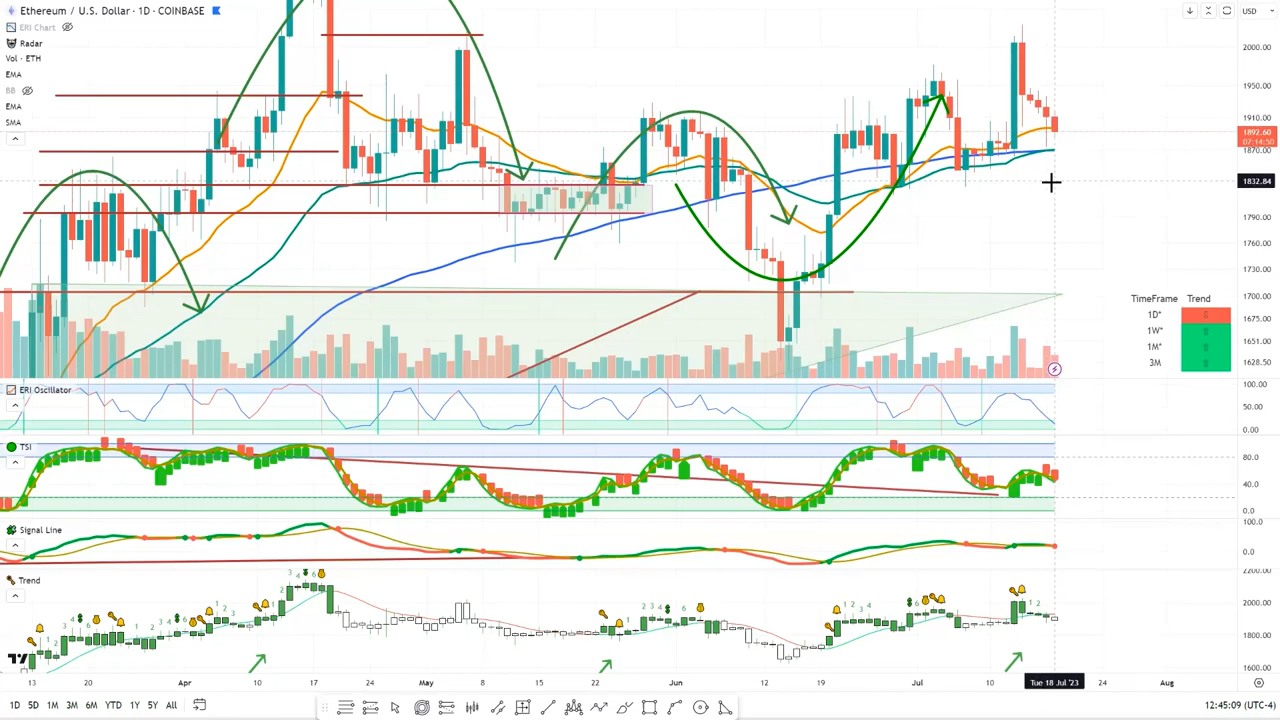 Ethereum / U.S. Dollar · 1D · COINBASE
USD
ERI Chart
Radar
Vol · ETH
EMA
BB
EMA
SMA
2000.00
1950.00
1910.00
1892.60
07:14:50
1870.00
1832.84
1790.00
1760.00
1730.00
1700.00
1675.00
1651.00
1628.50
TimeFrame Trend
1D*
1W*
1M*
3M
ERI Oscillator
100.00
50.00
0.00
TSI
80.0
40.0
0.0
Signal Line
100.0
0.0
Trend
2200.00
2000.00
1800.00
1600.00
13 20 Apr 10 17 24 May 8 15 22 Jun 12 19 Jul 10 Tue 18 Jul '23 24 Aug
1D 5D 1M 3M 6M YTD 1Y 5Y All
12:45:09 (UTC-4)